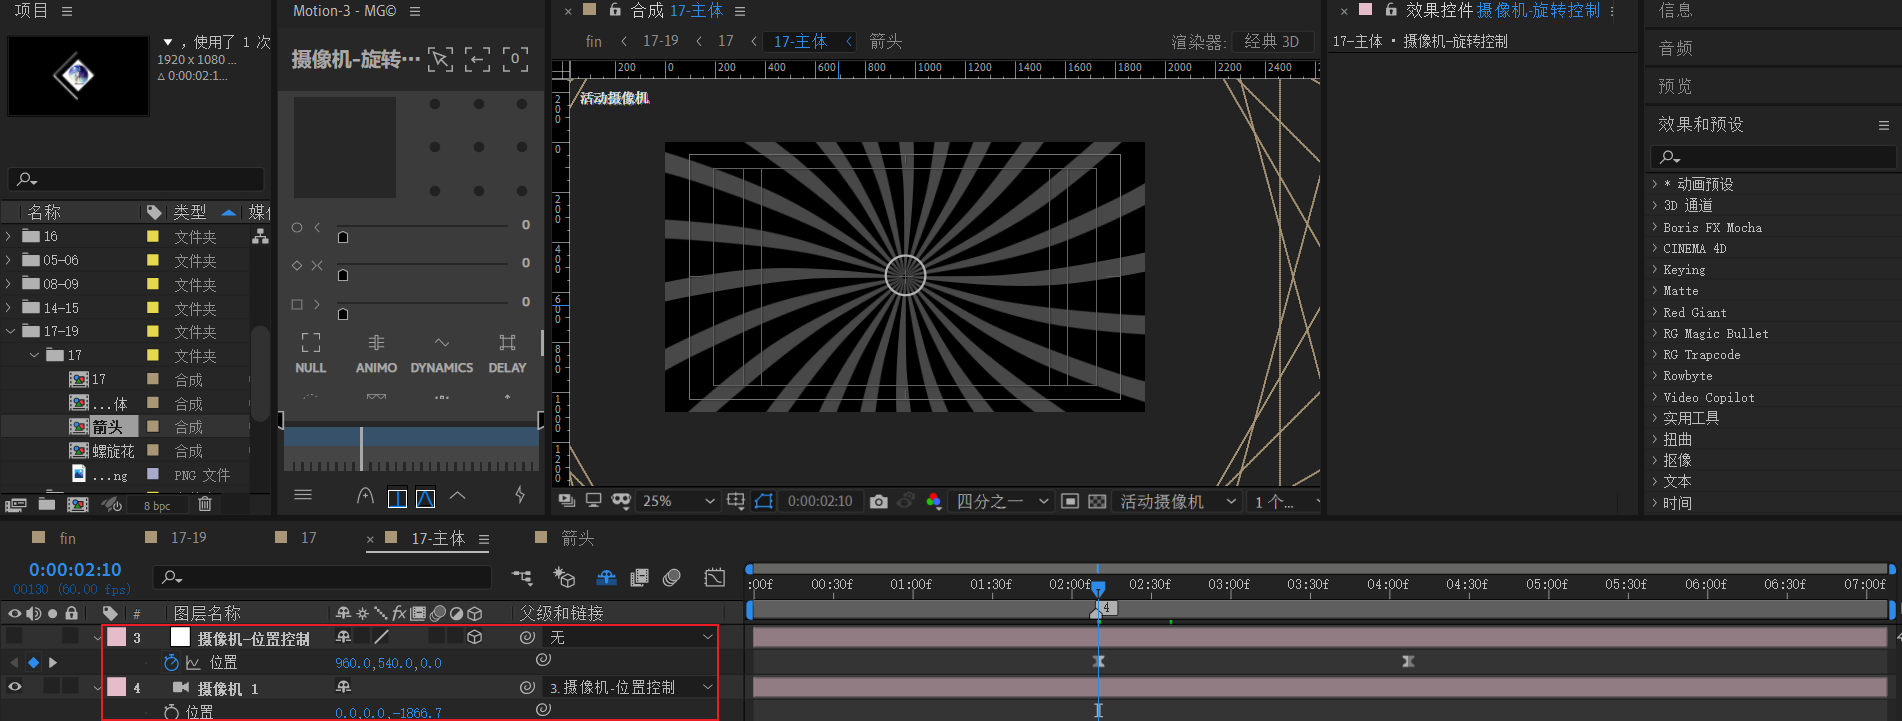 项目
，使用了 1 次
1920 x 1080 ...
△ 0:00:02:1...
名称 类型 媒体
16 文件夹
05-06 文件夹
08-09 文件夹
14-15 文件夹
17-19 文件夹
17 文件夹
17 合成
...体 合成
箭头 合成
螺旋花 合成
...ng PNG 文件
8 bpc
Motion-3 - MG©
摄像机-旋转...
0
0
0
0
NULL ANIMO DYNAMICS DELAY
合成 17-主体
fin 17-19 17 17-主体 箭头
渲染器: 经典 3D
200 0 200 400 600 800 1000 1200 1400 1600 1800 2000 2200 2400
200
0
200
400
600
800
1000
1200
活动摄像机
25% 0:00:02:10 四分之一 活动摄像机 1 个...
效果控件 摄像机-旋转控制
17-主体 · 摄像机-旋转控制
信息
音频
预览
效果和预设
* 动画预设
3D 通道
Boris FX Mocha
CINEMA 4D
Keying
Matte
Red Giant
RG Magic Bullet
RG Trapcode
Rowbyte
Video Copilot
实用工具
扭曲
抠像
文本
时间
fin 17-19 17 17-主体 箭头
0:00:02:10
00130 (60.00 fps)
# 图层名称 fx 父级和链接
:00f 00:30f 01:00f 01:30f 02:00f 02:30f 03:00f 03:30f 04:00f 04:30f 05:00f 05:30f 06:00f 06:30f 07:00f
4
3 摄像机-位置控制 无
位置 960.0,540.0,0.0
4 摄像机 1 3.摄像机-位置控制
位置 0.0,0.0,-1866.7